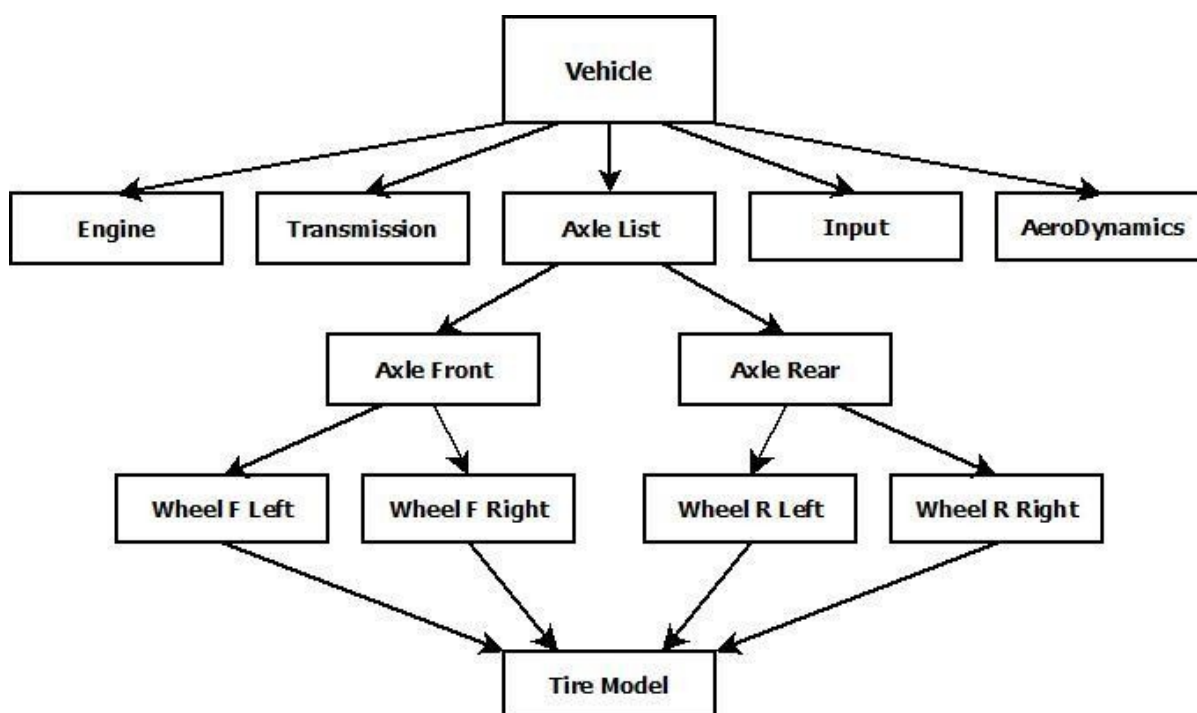 Vehicle
Engine
Transmission
Axle List
Input
AeroDynamics
Axle Front
Axle Rear
Wheel F Left
Wheel F Right
Wheel R Left
Wheel R Right
Tire Model